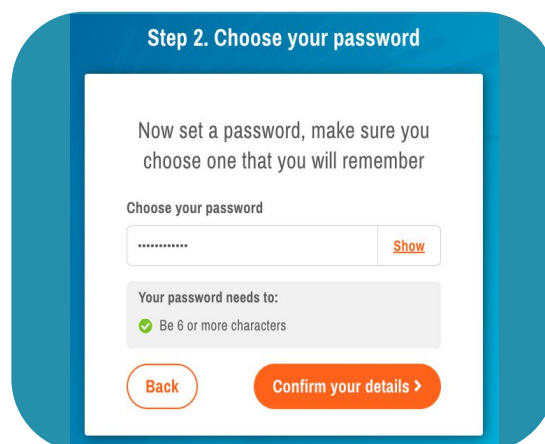 Step 2. Choose your password
Now set a password, make sure you
choose one that you will remember
Choose your password
•••••••••••• Show
Your password needs to:
Be 6 or more characters
Back Confirm your details >